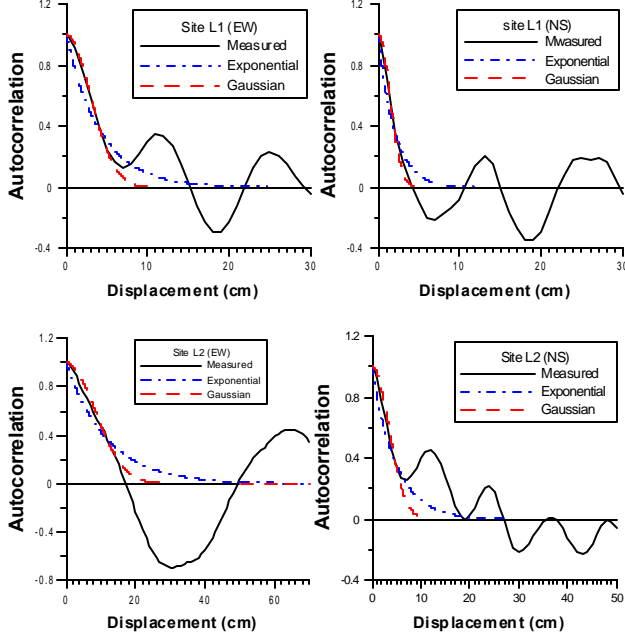 Site L1 (EW)
Measured
Exponential
Gaussian
Autocorrelation
1.2
0.8
0.4
0
-0.4
0 10 20 30
Displacement (cm)
site L1 (NS)
Mwasured
Exponential
Gaussian
Autocorrelation
1.2
0.8
0.4
0
-0.4
0 10 20 30
Displacement (cm)
Site L2 (EW)
Measured
Exponential
Gaussian
Autocorrelation
1.2
0.8
0.4
0
-0.4
-0.8
0 20 40 60
Displacement (cm)
Site L2 (NS)
Measured
Exponential
Gaussian
Autocorrelation
1.2
0.8
0.4
0
-0.4
0 10 20 30 40 50
Displacement (cm)